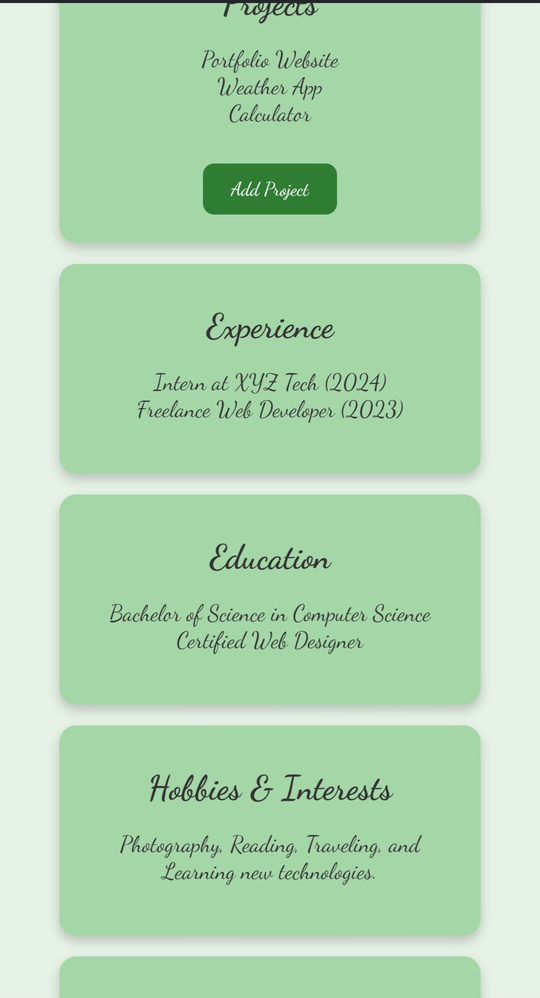 Projects
Portfolio Website
Weather App
Calculator
Add Project
Experience
Intern at XYZ Tech (2024)
Freelance Web Developer (2023)
Education
Bachelor of Science in Computer Science
Certified Web Designer
Hobbies & Interests
Photography, Reading, Traveling, and
Learning new technologies.